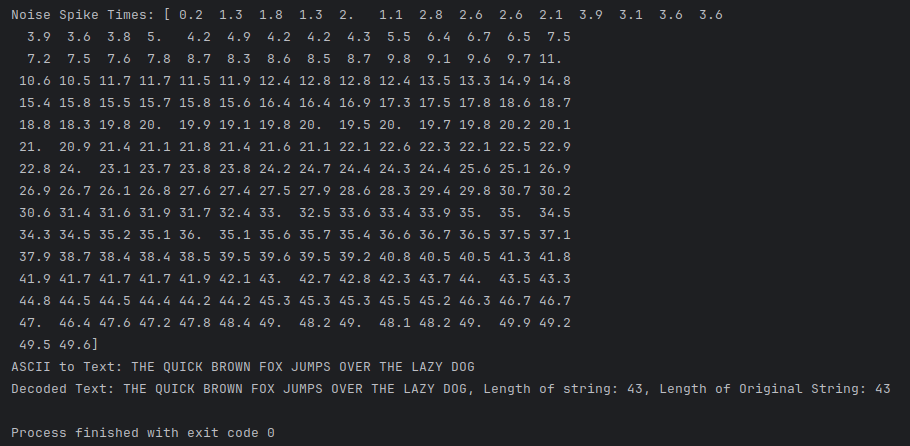 Noise Spike Times: [ 0.2  1.3  1.8  1.3  2.   1.1  2.8  2.6  2.6  2.1  3.9  3.1  3.6  3.6
  3.9  3.6  3.8  5.   4.2  4.9  4.2  4.2  4.3  5.5  6.4  6.7  6.5  7.5
  7.2  7.5  7.6  7.8  8.7  8.3  8.6  8.5  8.7  9.8  9.1  9.6  9.7 11.
 10.6 10.5 11.7 11.7 11.5 11.9 12.4 12.8 12.8 12.4 13.5 13.3 14.9 14.8
 15.4 15.8 15.5 15.7 15.8 15.6 16.4 16.4 16.9 17.3 17.5 17.8 18.6 18.7
 18.8 18.3 19.8 20.  19.9 19.1 19.8 20.  19.5 20.  19.7 19.8 20.2 20.1
 21.  20.9 21.4 21.1 21.8 21.4 21.6 21.1 22.1 22.6 22.3 22.1 22.5 22.9
 22.8 24.  23.1 23.7 23.8 23.8 24.2 24.7 24.4 24.3 24.4 25.6 25.1 26.9
 26.9 26.7 26.1 26.8 27.6 27.4 27.5 27.9 28.6 28.3 29.4 29.8 30.7 30.2
 30.6 31.4 31.6 31.9 31.7 32.4 33.  32.5 33.6 33.4 33.9 35.  35.  34.5
 34.3 34.5 35.2 35.1 36.  35.1 35.6 35.7 35.4 36.6 36.7 36.5 37.5 37.1
 37.9 38.7 38.4 38.4 38.5 39.5 39.6 39.5 39.2 40.8 40.5 40.5 41.3 41.8
 41.9 41.7 41.7 41.7 41.9 42.1 43.  42.7 42.8 42.3 43.7 44.  43.5 43.3
 44.8 44.5 44.5 44.4 44.2 44.2 45.3 45.3 45.3 45.5 45.2 46.3 46.7 46.7
 47.  46.4 47.6 47.2 47.8 48.4 49.  48.2 49.  48.1 48.2 49.  49.9 49.2
 49.5 49.6]
ASCII to Text: THE QUICK BROWN FOX JUMPS OVER THE LAZY DOG
Decoded Text: THE QUICK BROWN FOX JUMPS OVER THE LAZY DOG, Length of string: 43, Length of Original String: 43
Process finished with exit code 0